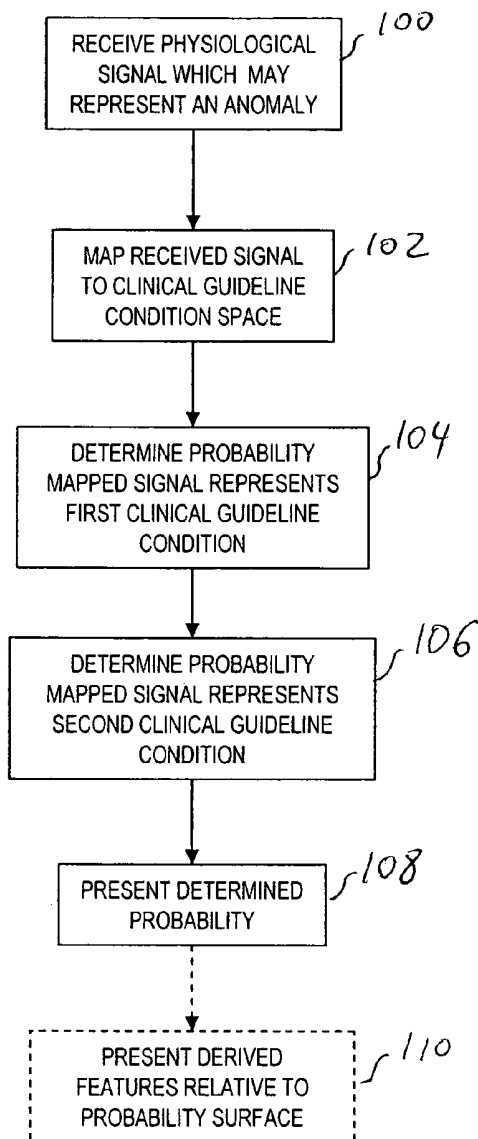 100
RECEIVE PHYSIOLOGICAL
SIGNAL WHICH MAY
REPRESENT AN ANOMALY
102
MAP RECEIVED SIGNAL
TO CLINICAL GUIDELINE
CONDITION SPACE
104
DETERMINE PROBABILITY
MAPPED SIGNAL REPRESENTS
FIRST CLINICAL GUIDELINE
CONDITION
106
DETERMINE PROBABILITY
MAPPED SIGNAL REPRESENTS
SECOND CLINICAL GUIDELINE
CONDITION
108
PRESENT DETERMINED
PROBABILITY
110
PRESENT DERIVED
FEATURES RELATIVE TO
PROBABILITY SURFACE